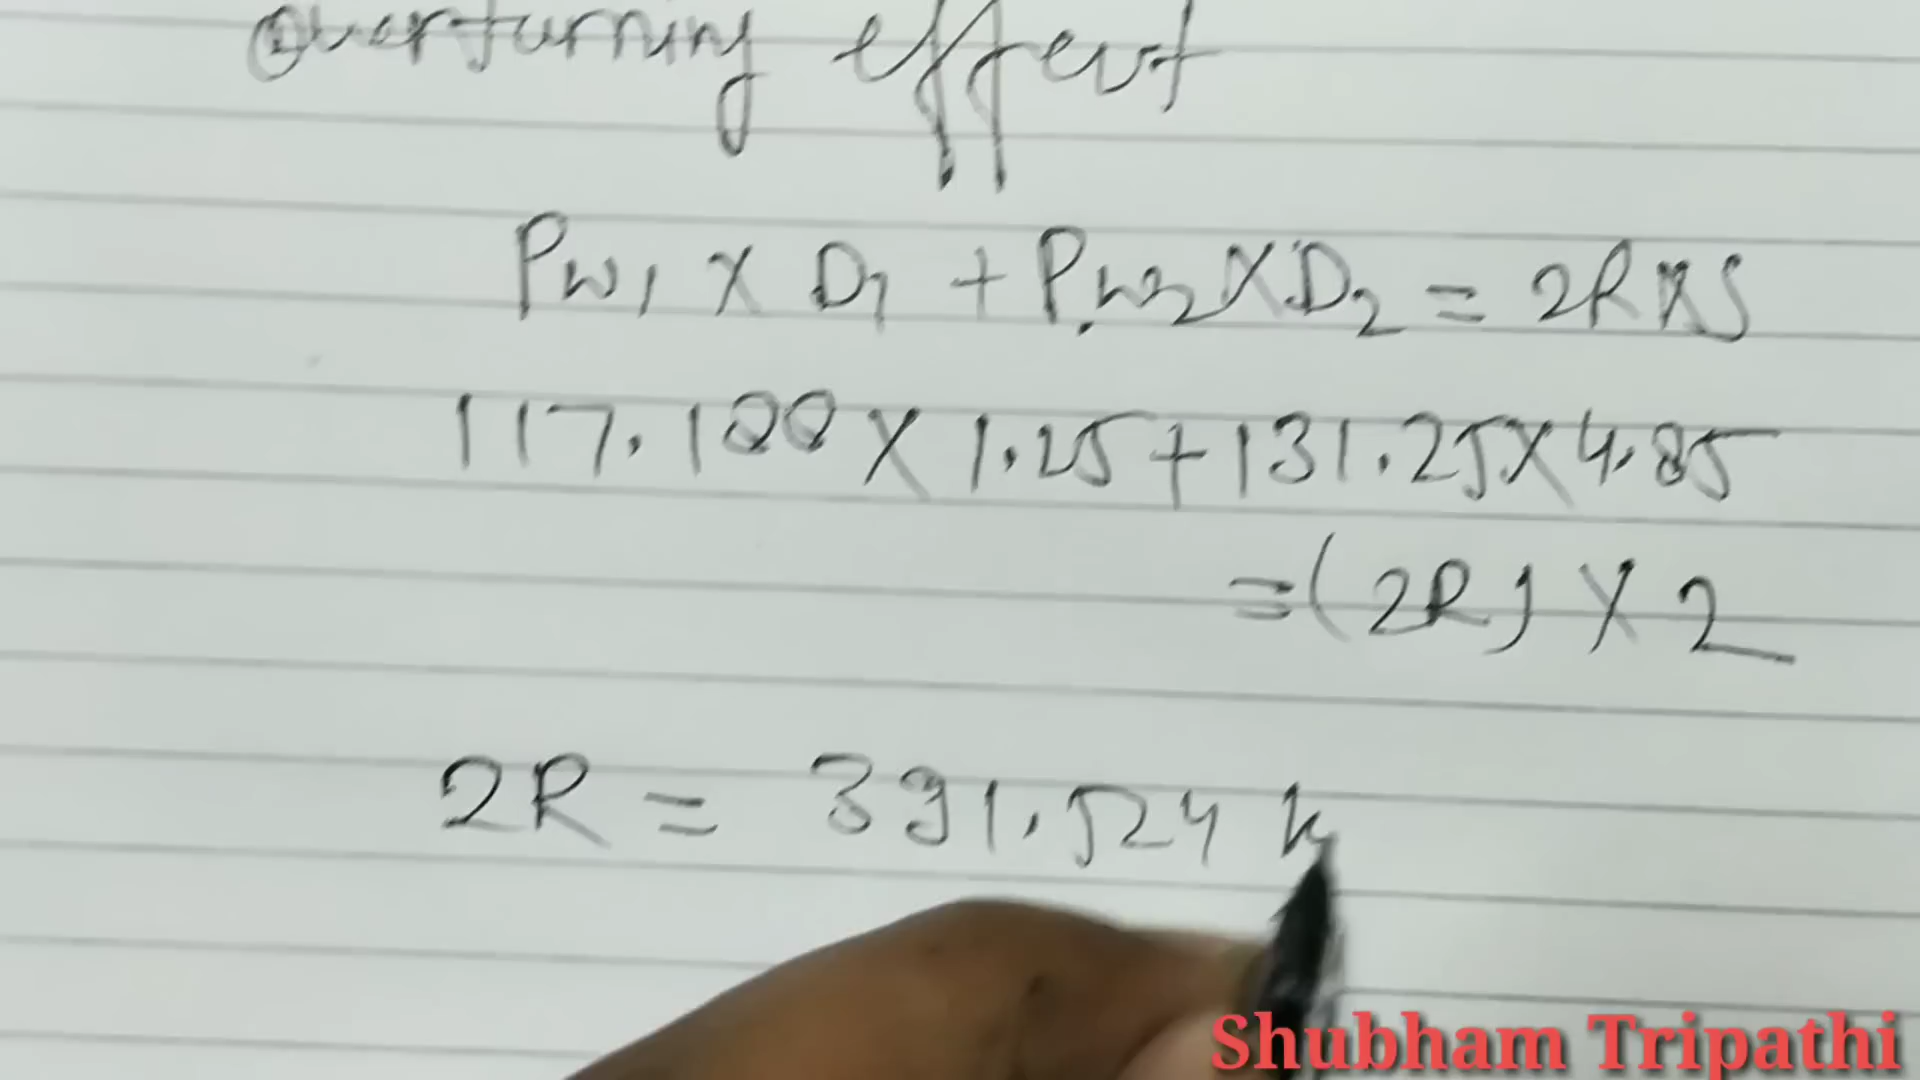 Overturning effect
Pw1 X D1 + Pw2 X D2 = 2R X S
117.100 X 1.25 + 131.25 X 4.85
= (2R) X 2
2R = 391.524 k
Shubham Tripathi